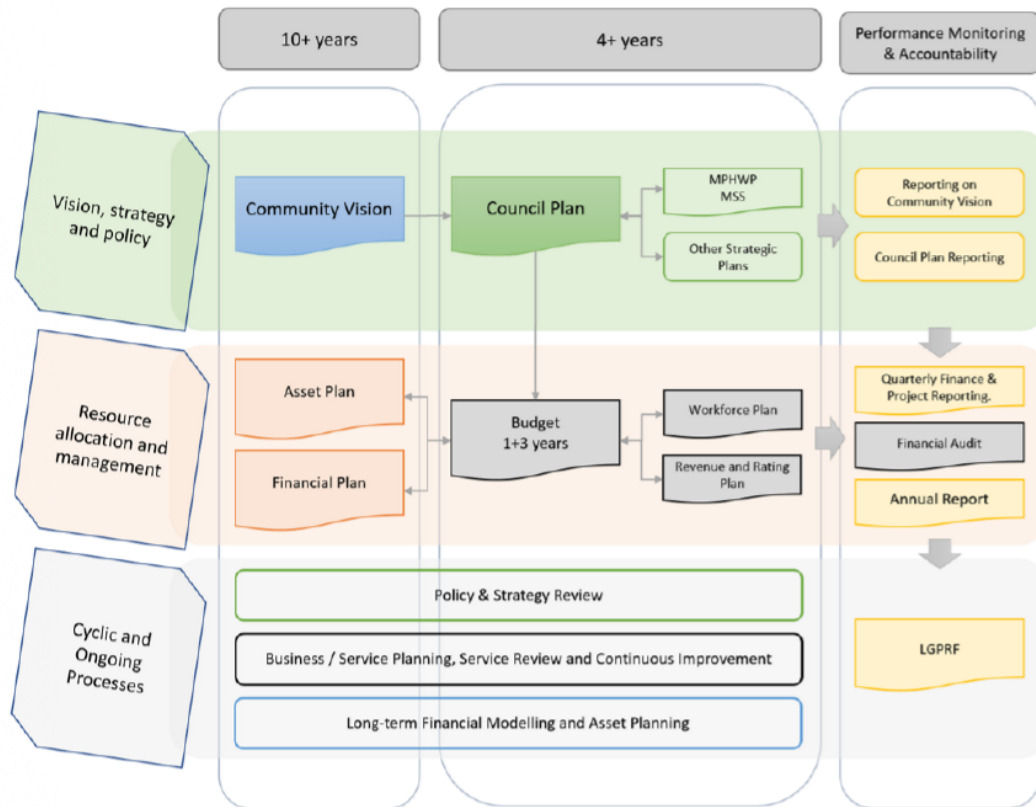 10+ years
4+ years
Performance Monitoring
& Accountability
Vision, strategy
and policy
Community Vision
Council Plan
MPHWP
MSS
Other Strategic
Plans
Reporting on
Community Vision
Council Plan Reporting
Resource
allocation and
management
Asset Plan
Financial Plan
Budget
1+3 years
Workforce Plan
Revenue and Rating
Plan
Quarterly Finance &
Project Reporting.
Financial Audit
Annual Report
Cyclic and
Ongoing
Processes
Policy & Strategy Review
Business / Service Planning, Service Review and Continuous Improvement
Long-term Financial Modelling and Asset Planning
LGPRF